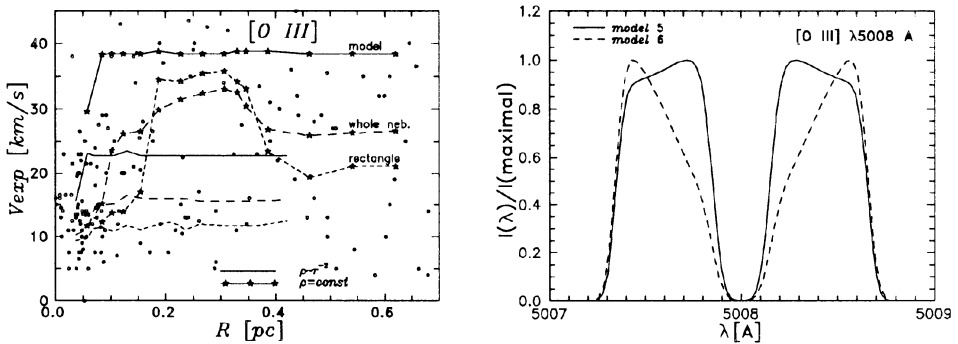 [O III]
model
whole neb.
rectangle
ρ~r⁻²
ρ=const
40
30
20
10
0
Vexp [km/s]
0.0 0.2 0.4 0.6
R [pc]
model 5
model 6
[O III] λ5008 A
1.0
0.8
0.6
0.4
0.2
0.0
I(λ)/I(maximal)
5007 5008 5009
λ[A]